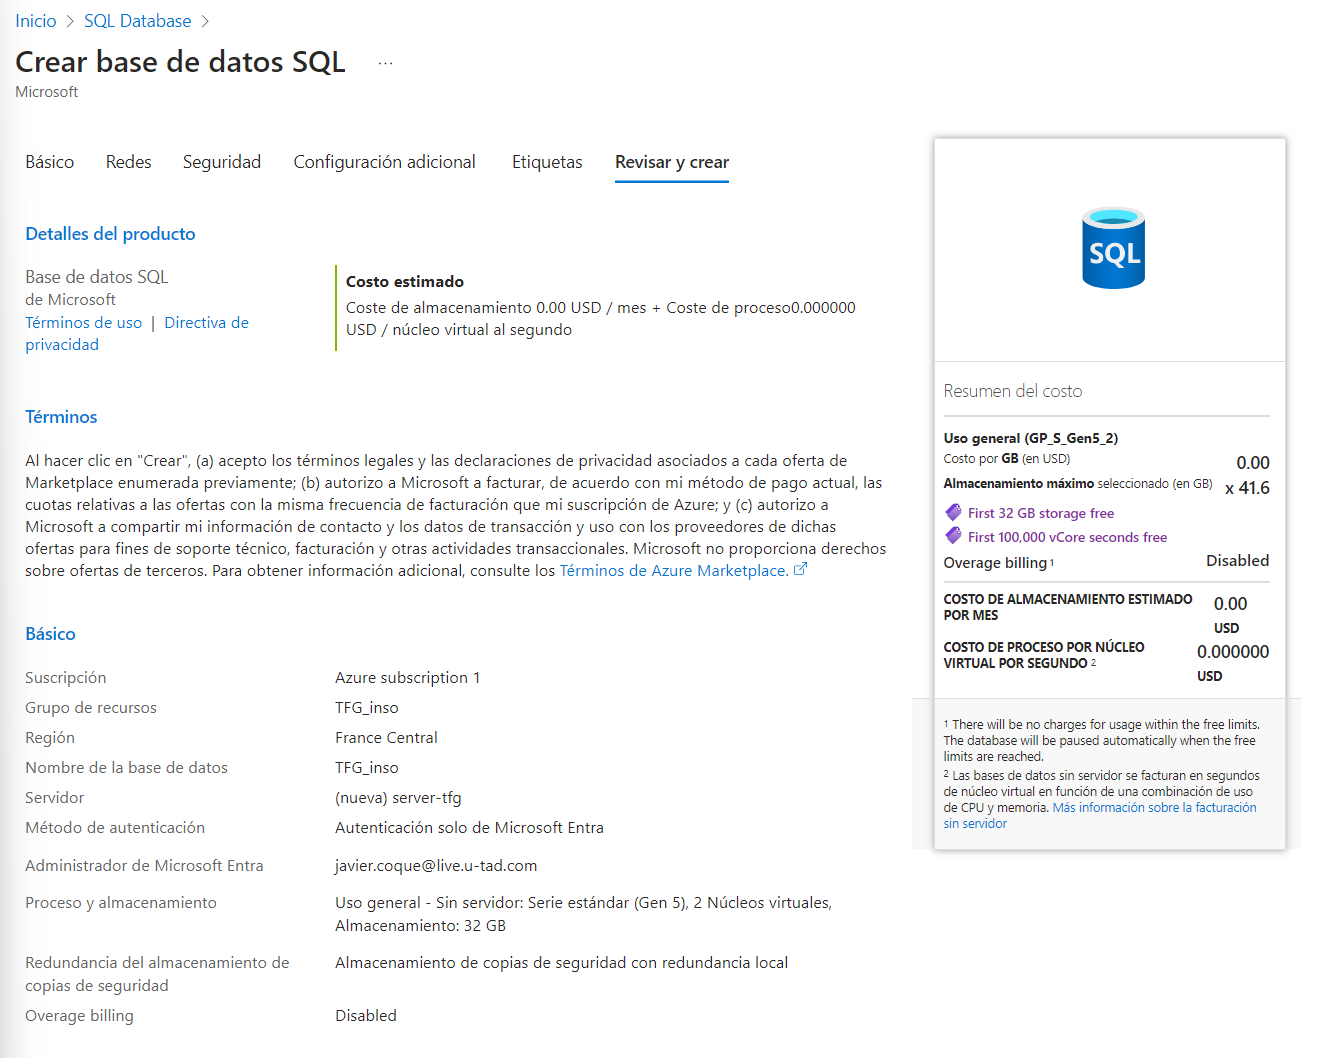 Inicio > SQL Database >
Crear base de datos SQL ...
Microsoft
Básico Redes Seguridad Configuración adicional Etiquetas Revisar y crear
Detalles del producto
Base de datos SQL
de Microsoft
Términos de uso | Directiva de
privacidad
Costo estimado
Coste de almacenamiento 0.00 USD / mes + Coste de proceso0.000000
USD / núcleo virtual al segundo
Términos
Al hacer clic en "Crear", (a) acepto los términos legales y las declaraciones de privacidad asociados a cada oferta de
Marketplace enumerada previamente; (b) autorizo a Microsoft a facturar, de acuerdo con mi método de pago actual, las
cuotas relativas a las ofertas con la misma frecuencia de facturación que mi suscripción de Azure; y (c) autorizo a
Microsoft a compartir mi información de contacto y los datos de transacción y uso con los proveedores de dichas
ofertas para fines de soporte técnico, facturación y otras actividades transaccionales. Microsoft no proporciona derechos
sobre ofertas de terceros. Para obtener información adicional, consulte los Términos de Azure Marketplace.
Básico
Suscripción Azure subscription 1
Grupo de recursos TFG_inso
Región France Central
Nombre de la base de datos TFG_inso
Servidor (nueva) server-tfg
Método de autenticación Autenticación solo de Microsoft Entra
Administrador de Microsoft Entra javier.coque@live.u-tad.com
Proceso y almacenamiento Uso general - Sin servidor: Serie estándar (Gen 5), 2 Núcleos virtuales,
Almacenamiento: 32 GB
Redundancia del almacenamiento de Almacenamiento de copias de seguridad con redundancia local
copias de seguridad
Overage billing Disabled
SQL
Resumen del costo
Uso general (GP_S_Gen5_2)
Costo por GB (en USD) 0.00
Almacenamiento máximo seleccionado (en GB) x 41.6
First 32 GB storage free
First 100,000 vCore seconds free
Overage billing ¹ Disabled
COSTO DE ALMACENAMIENTO ESTIMADO 0.00
POR MES USD
COSTO DE PROCESO POR NÚCLEO 0.000000
VIRTUAL POR SEGUNDO ² USD
¹ There will be no charges for usage within the free limits.
The database will be paused automatically when the free
limits are reached.
² Las bases de datos sin servidor se facturan en segundos
de núcleo virtual en función de una combinación de uso
de CPU y memoria. Más información sobre la facturación
sin servidor